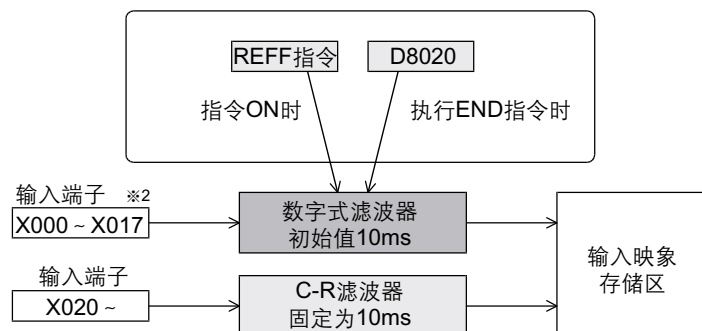 REFF指令 D8020
指令ON时 执行END指令时
输入端子 ※2
X000 ~ X017
数字式滤波器
初始值10ms
输入映象
存储区
输入端子
X020 ~
C-R滤波器
固定为10ms